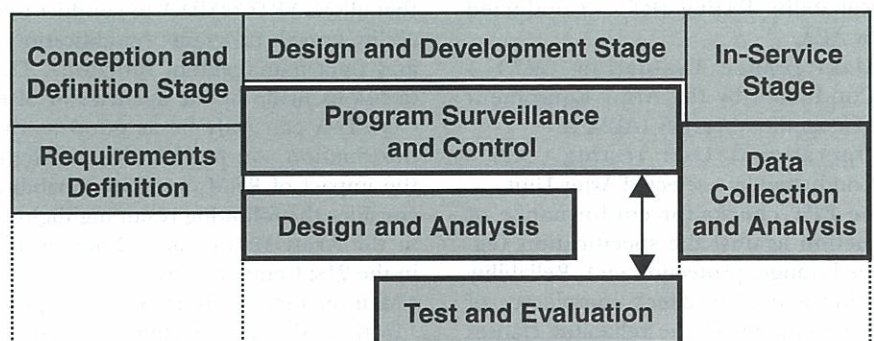 Conception and
Definition Stage
Design and Development Stage
In-Service
Stage
Requirements
Definition
Program Surveillance
and Control
Data
Collection
and Analysis
Design and Analysis
Test and Evaluation